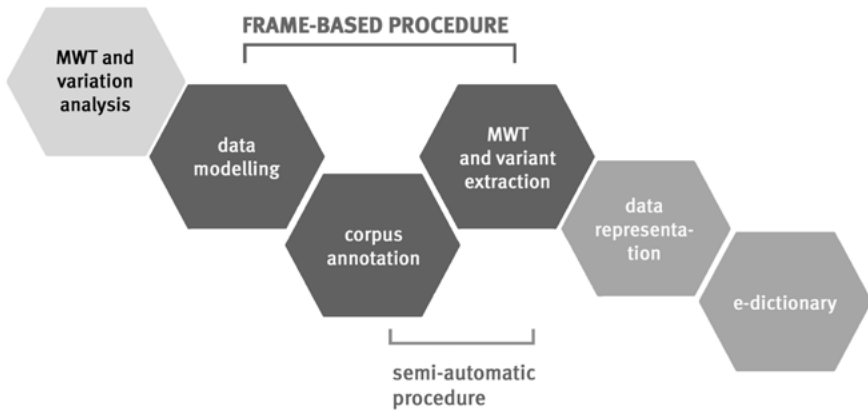 FRAME-BASED PROCEDURE
MWT and
variation
analysis
data
modelling
corpus
annotation
MWT
and variant
extraction
data
representa-
tion
e-dictionary
semi-automatic
procedure